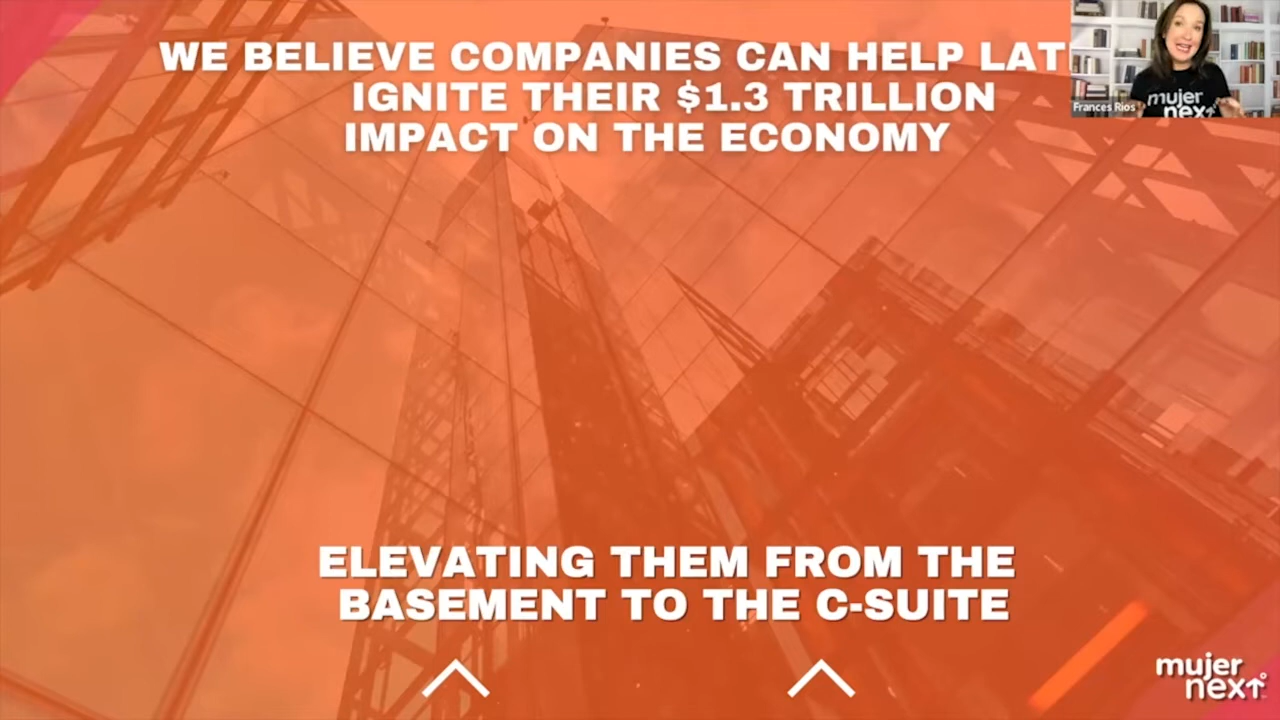 WE BELIEVE COMPANIES CAN HELP LAT
IGNITE THEIR $1.3 TRILLION
IMPACT ON THE ECONOMY
Frances Rios
mujer
next
ELEVATING THEM FROM THE
BASEMENT TO THE C-SUITE
mujer
next